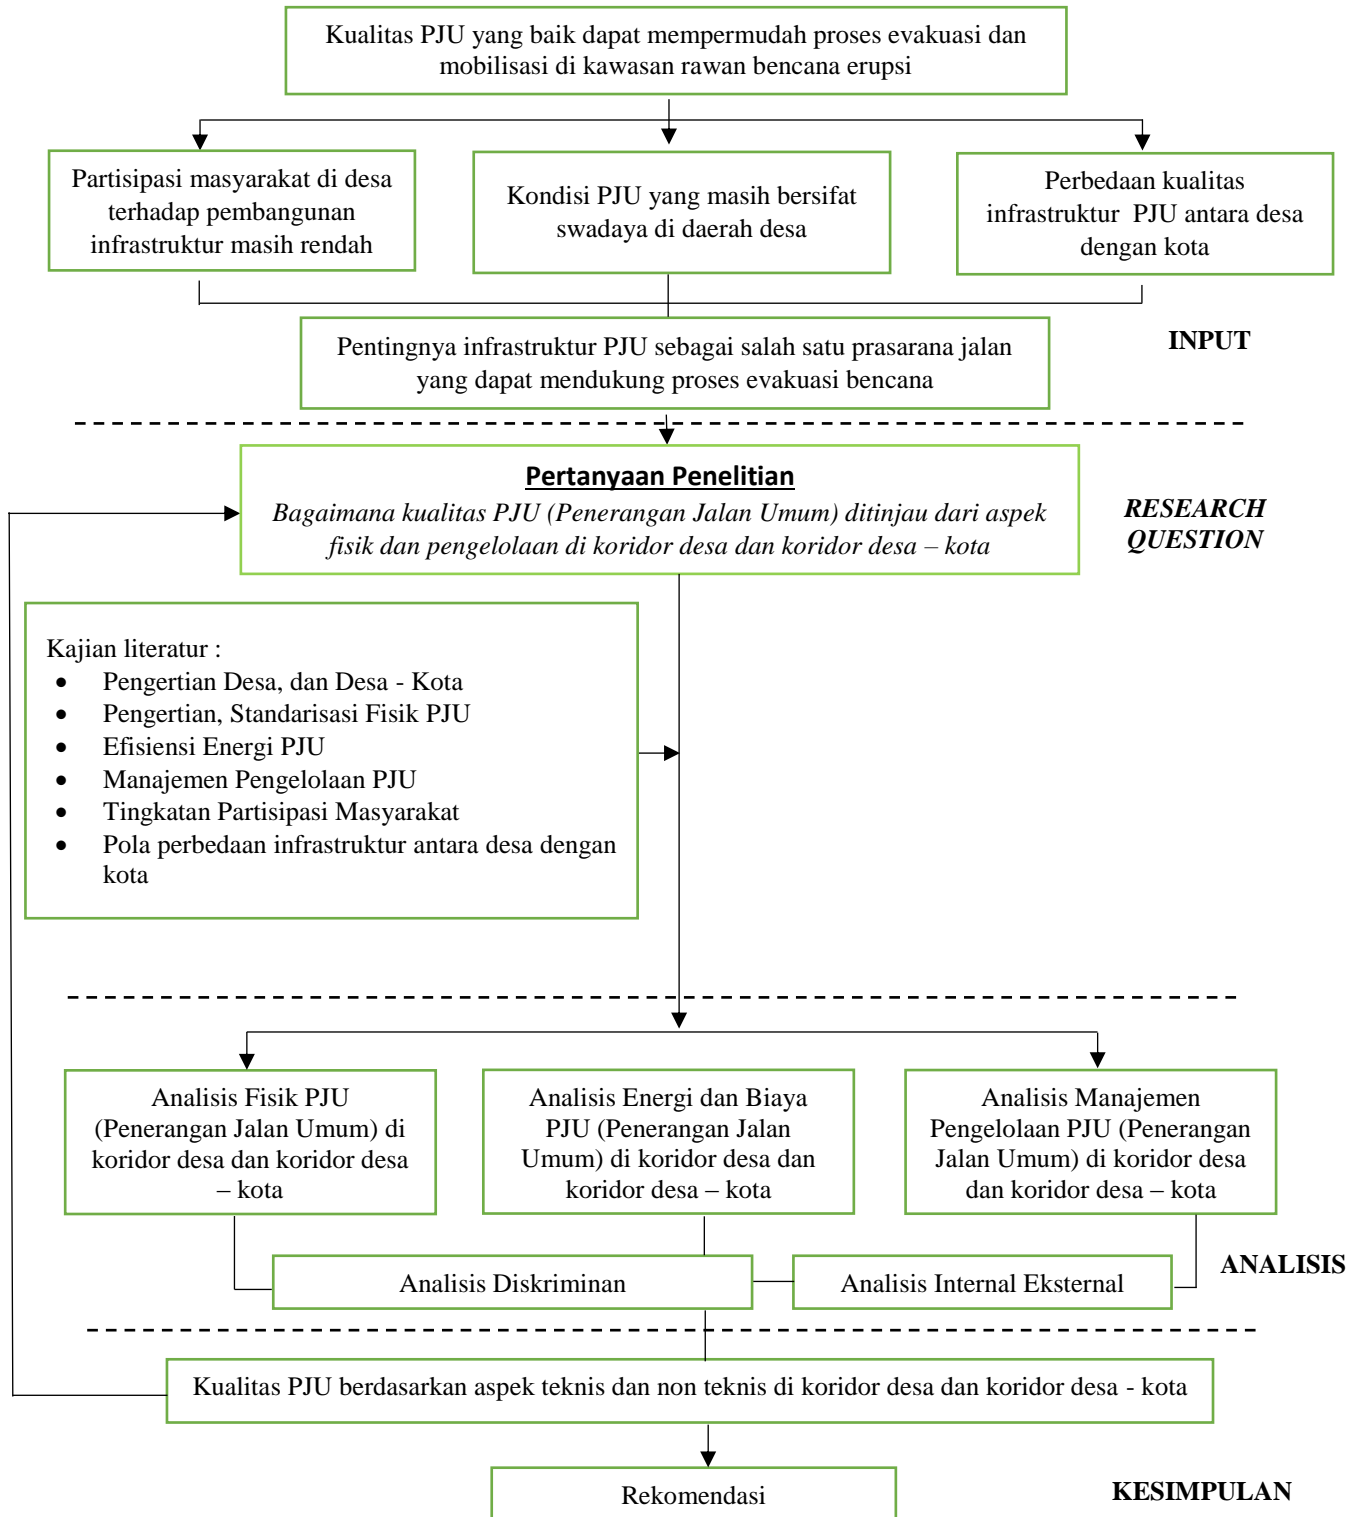 Kualitas PJU yang baik dapat mempermudah proses evakuasi dan
mobilisasi di kawasan rawan bencana erupsi
Partisipasi masyarakat di desa
terhadap pembangunan
infrastruktur masih rendah
Kondisi PJU yang masih bersifat
swadaya di daerah desa
Perbedaan kualitas
infrastruktur PJU antara desa
dengan kota
INPUT
Pentingnya infrastruktur PJU sebagai salah satu prasarana jalan
yang dapat mendukung proses evakuasi bencana
Pertanyaan Penelitian
Bagaimana kualitas PJU (Penerangan Jalan Umum) ditinjau dari aspek
fisik dan pengelolaan di koridor desa dan koridor desa – kota
RESEARCH
QUESTION
Kajian literatur :
• Pengertian Desa, dan Desa - Kota
• Pengertian, Standarisasi Fisik PJU
• Efisiensi Energi PJU
• Manajemen Pengelolaan PJU
• Tingkatan Partisipasi Masyarakat
• Pola perbedaan infrastruktur antara desa dengan
kota
Analisis Fisik PJU
(Penerangan Jalan Umum) di
koridor desa dan koridor desa
– kota
Analisis Energi dan Biaya
PJU (Penerangan Jalan
Umum) di koridor desa dan
koridor desa – kota
Analisis Manajemen
Pengelolaan PJU (Penerangan
Jalan Umum) di koridor desa
dan koridor desa – kota
Analisis Diskriminan
Analisis Internal Eksternal
ANALISIS
Kualitas PJU berdasarkan aspek teknis dan non teknis di koridor desa dan koridor desa - kota
Rekomendasi
KESIMPULAN